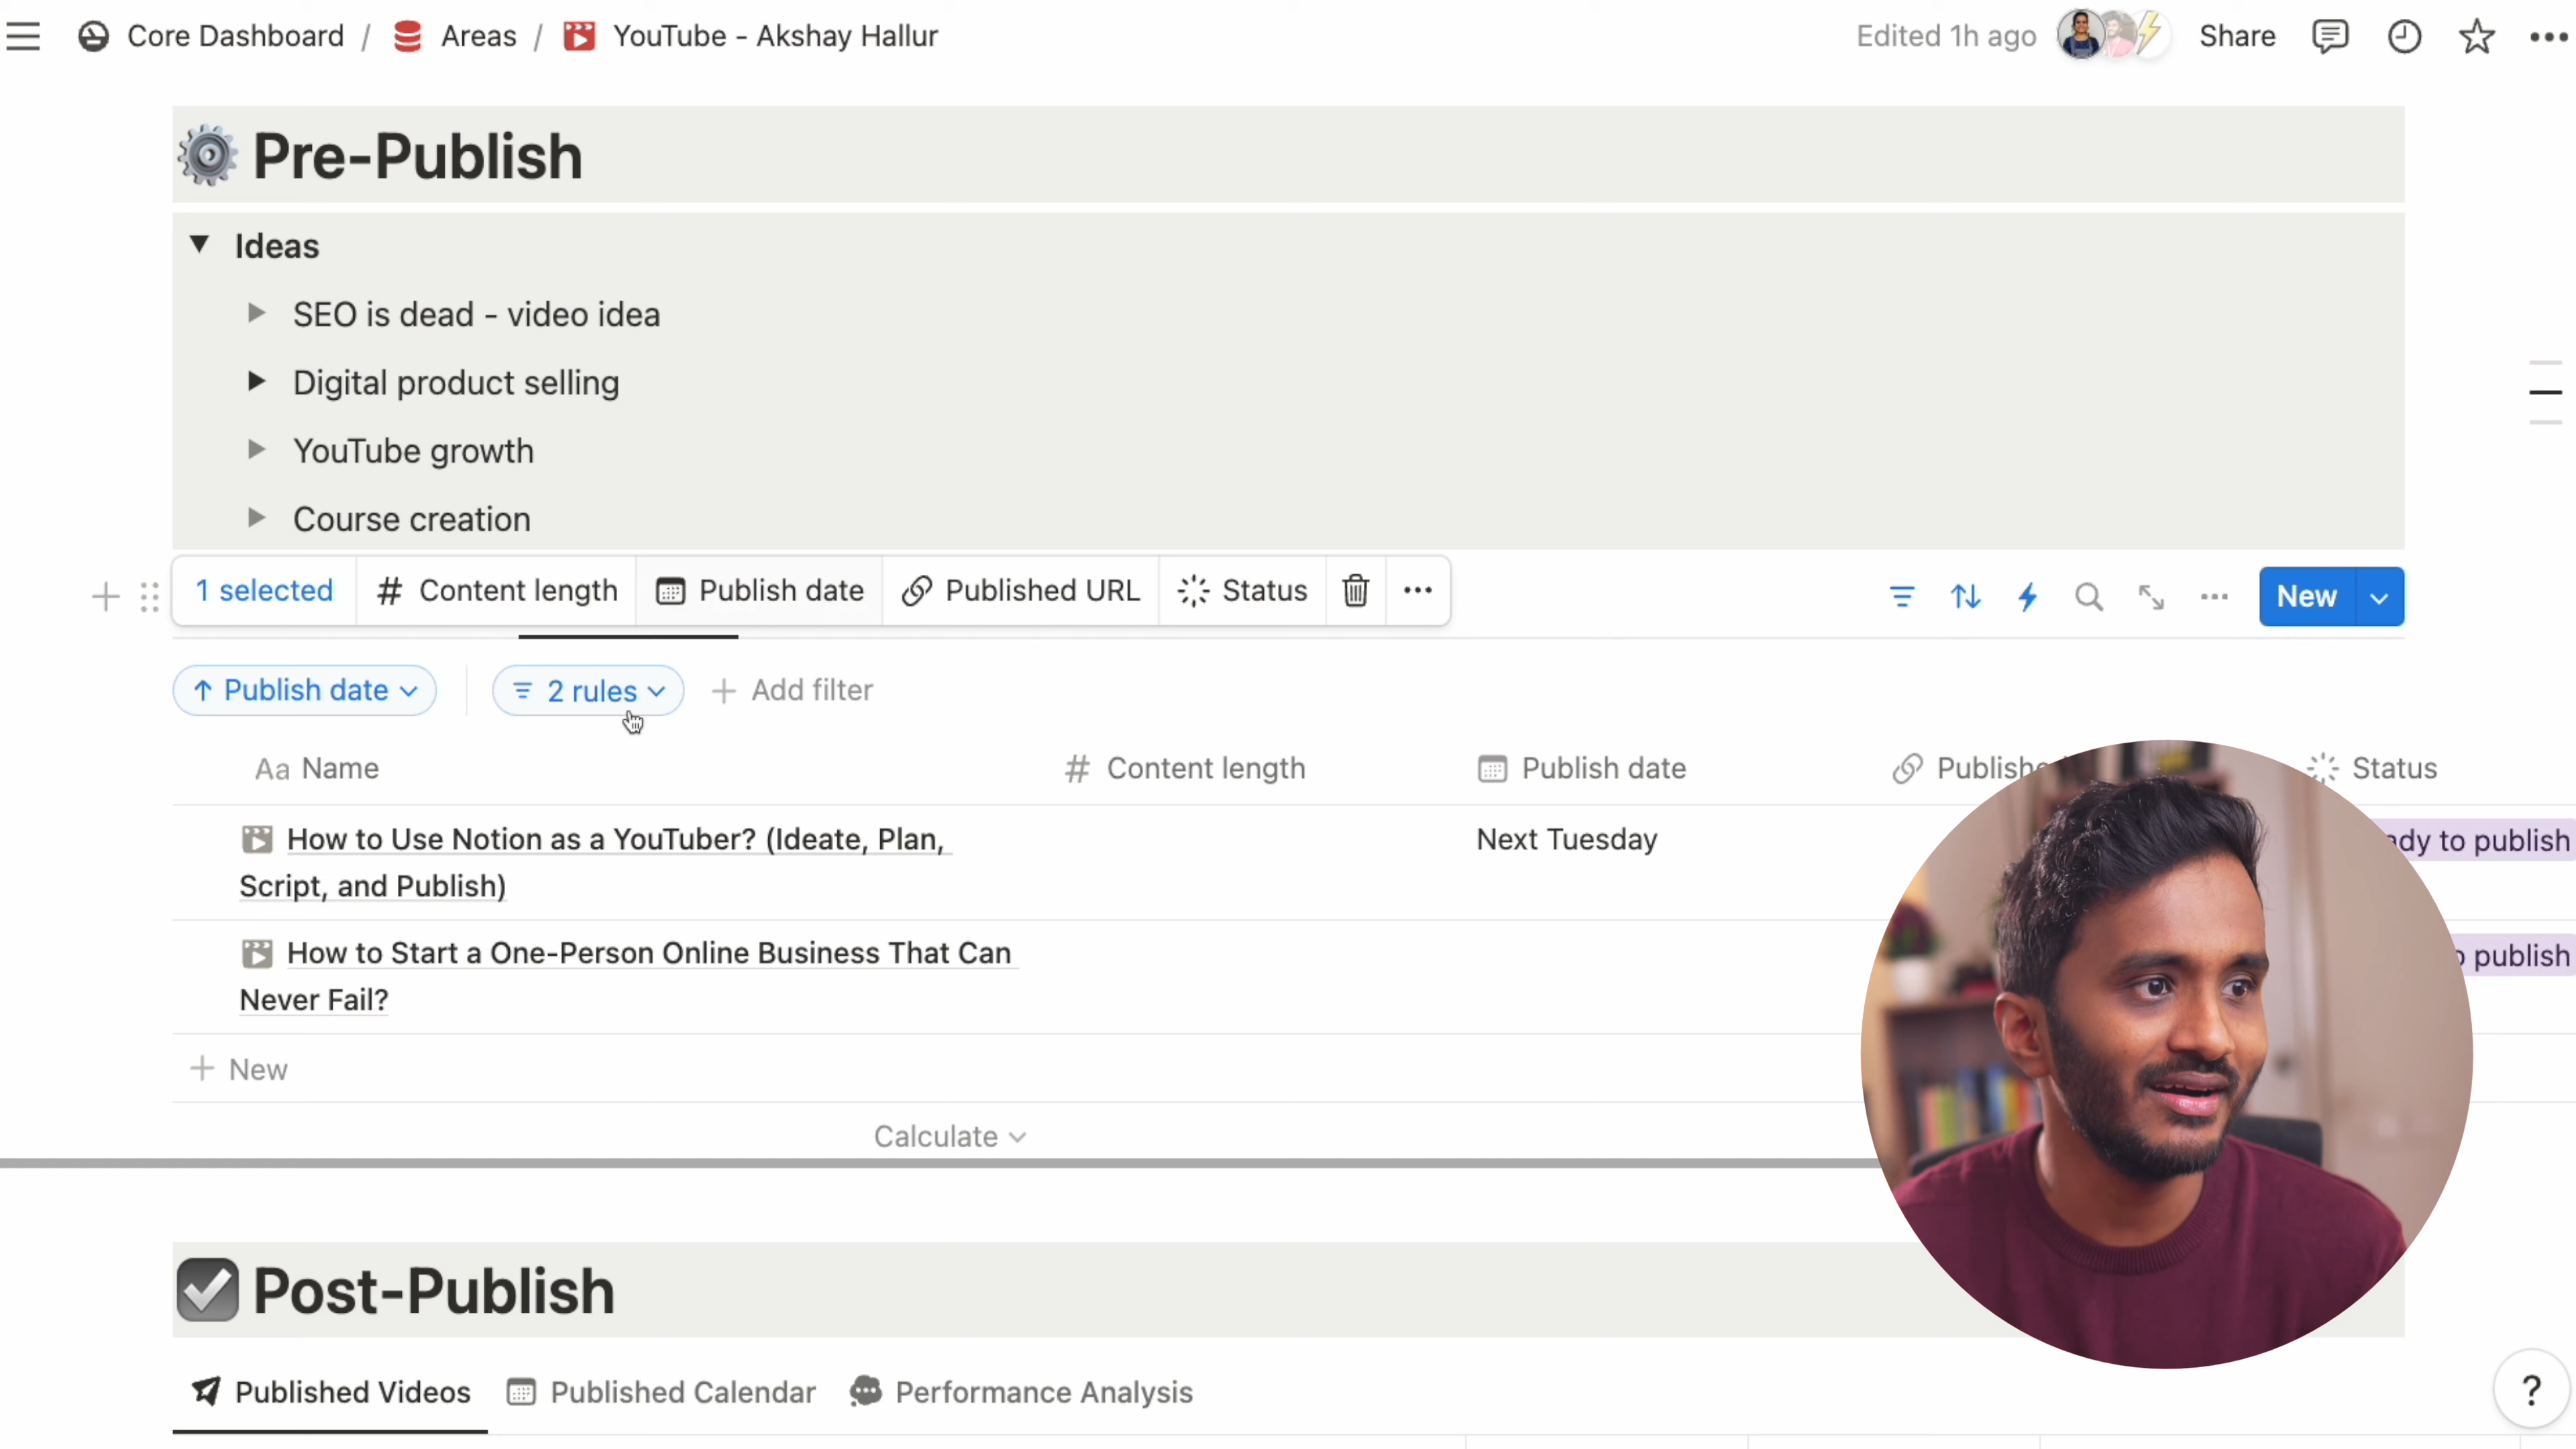 Core Dashboard / Areas / YouTube - Akshay Hallur
Edited 1h ago Share
Pre-Publish
Ideas
SEO is dead - video idea
Digital product selling
YouTube growth
Course creation
1 selected # Content length Publish date Published URL Status
New
Publish date 2 rules + Add filter
Aa Name # Content length Publish date Status
How to Use Notion as a YouTuber? (Ideate, Plan, Next Tuesday to publish
Script, and Publish)
How to Start a One-Person Online Business That Can publish
Never Fail?
+ New
Calculate
Post-Publish
Published Videos Published Calendar Performance Analysis
?